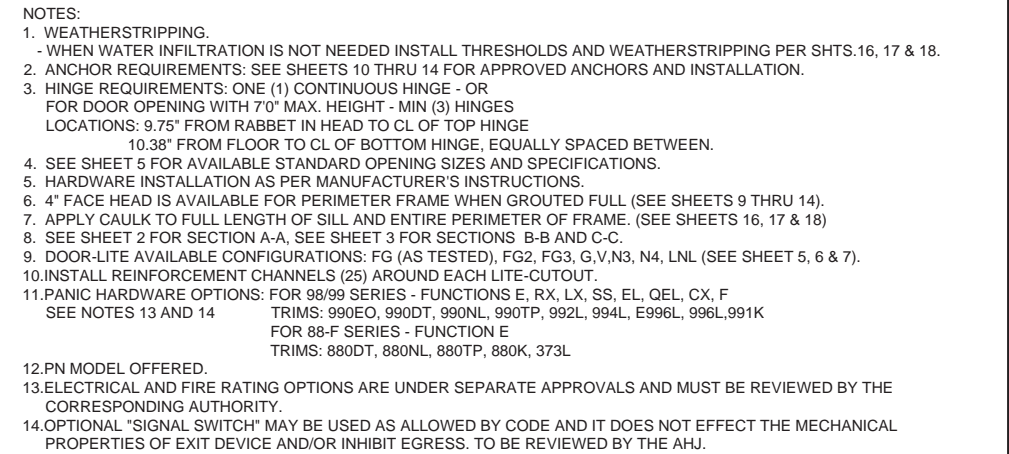 NOTES:
1. WEATHERSTRIPPING.
- WHEN WATER INFILTRATION IS NOT NEEDED INSTALL THRESHOLDS AND WEATHERSTRIPPING PER SHTS.16, 17 & 18.
2. ANCHOR REQUIREMENTS: SEE SHEETS 10 THRU 14 FOR APPROVED ANCHORS AND INSTALLATION.
3. HINGE REQUIREMENTS: ONE (1) CONTINUOUS HINGE - OR
FOR DOOR OPENING WITH 7'0" MAX. HEIGHT - MIN (3) HINGES
LOCATIONS: 9.75" FROM RABBET IN HEAD TO CL OF TOP HINGE
10.38" FROM FLOOR TO CL OF BOTTOM HINGE, EQUALLY SPACED BETWEEN.
4. SEE SHEET 5 FOR AVAILABLE STANDARD OPENING SIZES AND SPECIFICATIONS.
5. HARDWARE INSTALLATION AS PER MANUFACTURER'S INSTRUCTIONS.
6. 4" FACE HEAD IS AVAILABLE FOR PERIMETER FRAME WHEN GROUTED FULL (SEE SHEETS 9 THRU 14).
7. APPLY CAULK TO FULL LENGTH OF SILL AND ENTIRE PERIMETER OF FRAME. (SEE SHEETS 16, 17 & 18)
8. SEE SHEET 2 FOR SECTION A-A, SEE SHEET 3 FOR SECTIONS B-B AND C-C.
9. DOOR-LITE AVAILABLE CONFIGURATIONS: FG (AS TESTED), FG2, FG3, G,V,N3, N4, LNL (SEE SHEET 5, 6 & 7).
10.INSTALL REINFORCEMENT CHANNELS (25) AROUND EACH LITE-CUTOUT.
11.PANIC HARDWARE OPTIONS: FOR 98/99 SERIES - FUNCTIONS E, RX, LX, SS, EL, QEL, CX, F
SEE NOTES 13 AND 14 TRIMS: 990EO, 990DT, 990NL, 990TP, 992L, 994L, E996L, 996L,991K
FOR 88-F SERIES - FUNCTION E
TRIMS: 880DT, 880NL, 880TP, 880K, 373L
12.PN MODEL OFFERED.
13.ELECTRICAL AND FIRE RATING OPTIONS ARE UNDER SEPARATE APPROVALS AND MUST BE REVIEWED BY THE
CORRESPONDING AUTHORITY.
14.OPTIONAL "SIGNAL SWITCH" MAY BE USED AS ALLOWED BY CODE AND IT DOES NOT EFFECT THE MECHANICAL
PROPERTIES OF EXIT DEVICE AND/OR INHIBIT EGRESS. TO BE REVIEWED BY THE AHJ.